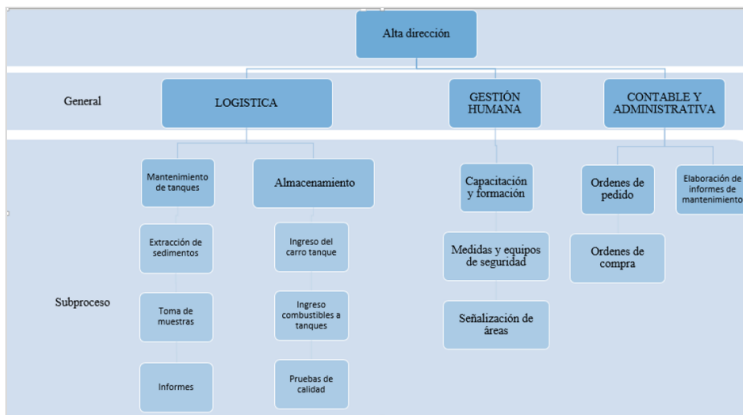 Alta dirección
General
LOGISTICA
GESTIÓN
HUMANA
CONTABLE Y
ADMINISTRATIVA
Subproceso
Mantenimiento
de tanques
Extracción de
sedimentos
Toma de
muestras
Informes
Almacenamiento
Ingreso del
carro tanque
Ingreso
combustibles a
tanques
Pruebas de
calidad
Capacitación
y formación
Medidas y equipos
de seguridad
Señalización de
áreas
Ordenes de
pedido
Ordenes de
compra
Elaboración de
informes de
mantenimiento